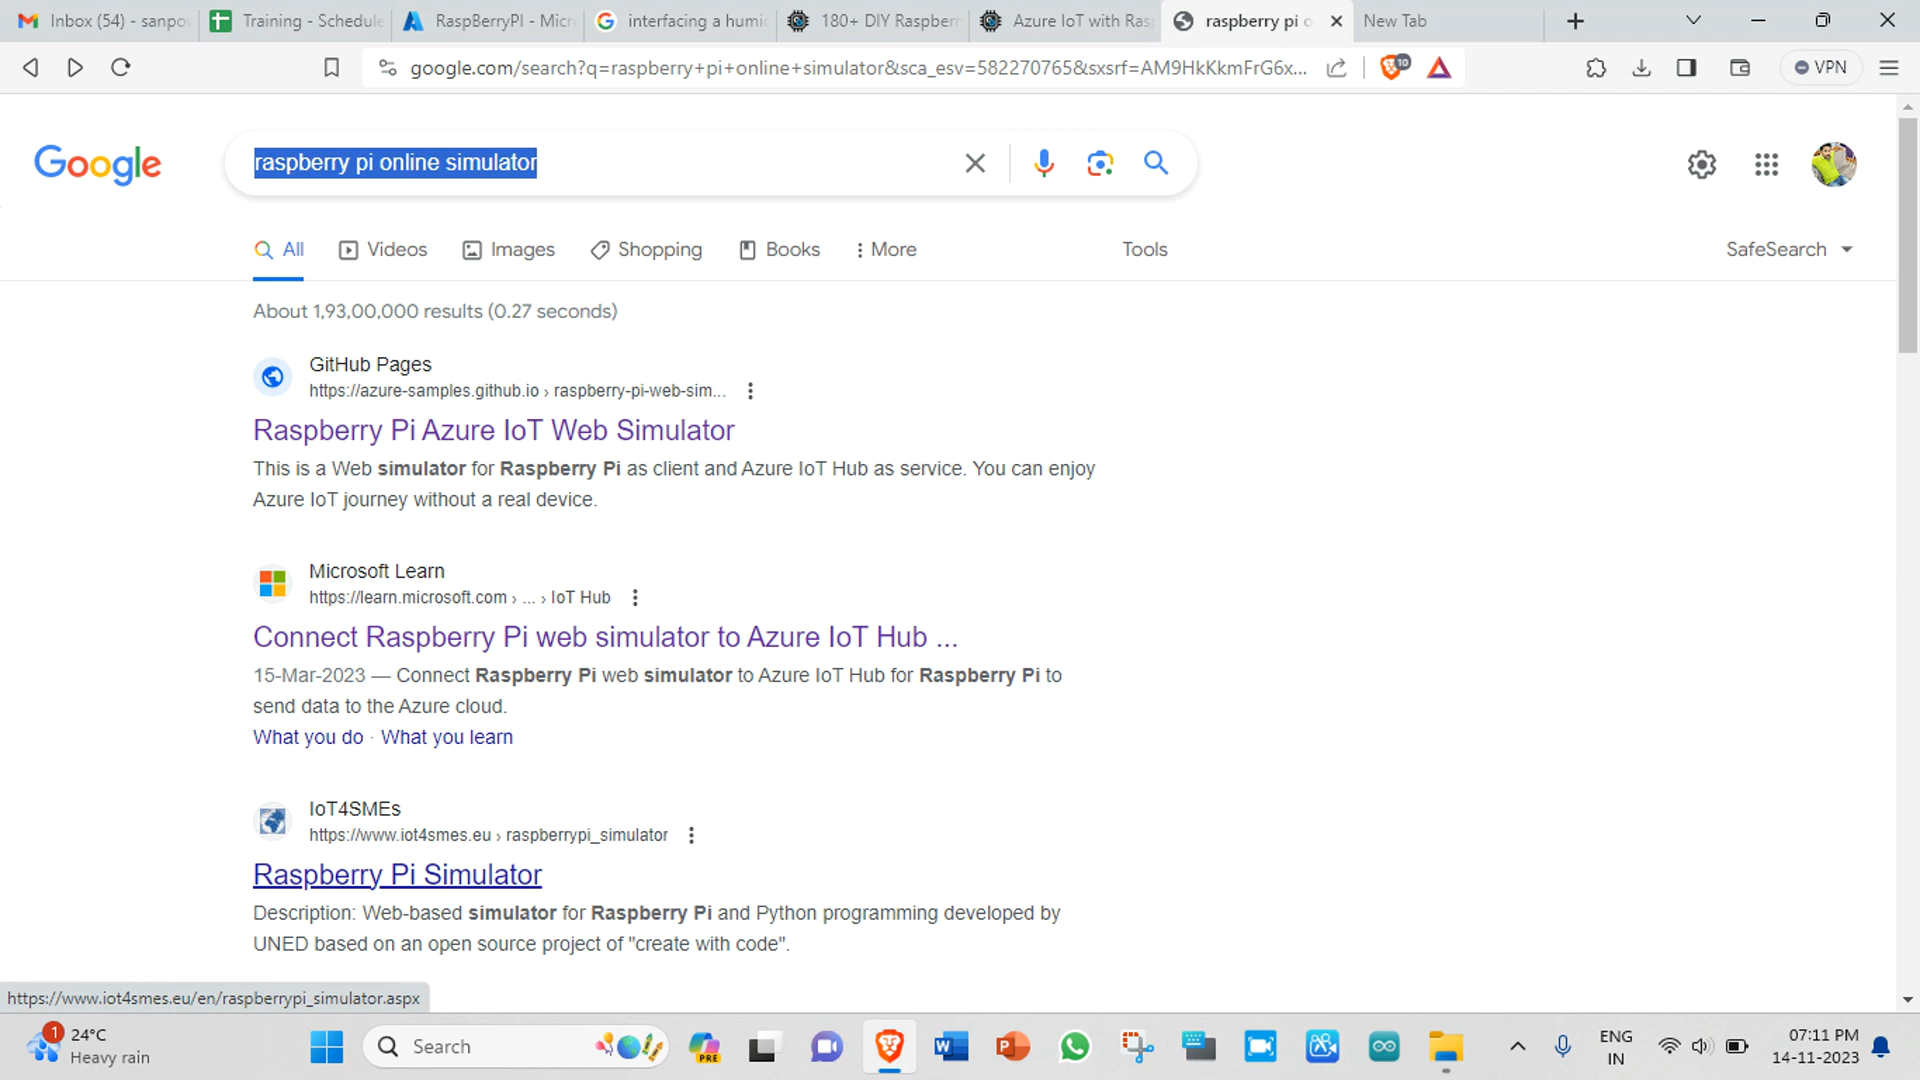 Inbox (54) - sanpow
Training - Schedule
RaspBerryPI - Micr
interfacing a humid
180+ DIY Raspberr
Azure IoT with Rasp
raspberry pi o
New Tab
google.com/search?q=raspberry+pi+online+simulator&sca_esv=582270765&sxsrf=AM9HkKkmFrG6x...
10
VPN
Google
raspberry pi online simulator
All
Videos
Images
Shopping
Books
More
Tools
SafeSearch
About 1,93,00,000 results (0.27 seconds)
GitHub Pages
https://azure-samples.github.io › raspberry-pi-web-sim...
Raspberry Pi Azure IoT Web Simulator
This is a Web simulator for Raspberry Pi as client and Azure IoT Hub as service. You can enjoy
Azure IoT journey without a real device.
Microsoft Learn
https://learn.microsoft.com › ... › IoT Hub
Connect Raspberry Pi web simulator to Azure IoT Hub ...
15-Mar-2023 — Connect Raspberry Pi web simulator to Azure IoT Hub for Raspberry Pi to
send data to the Azure cloud.
What you do · What you learn
IoT4SMEs
https://www.iot4smes.eu › raspberrypi_simulator
Raspberry Pi Simulator
Description: Web-based simulator for Raspberry Pi and Python programming developed by
UNED based on an open source project of "create with code".
https://www.iot4smes.eu/en/raspberrypi_simulator.aspx
1
24°C
Heavy rain
Search
PRE
ENG
IN
07:11 PM
14-11-2023